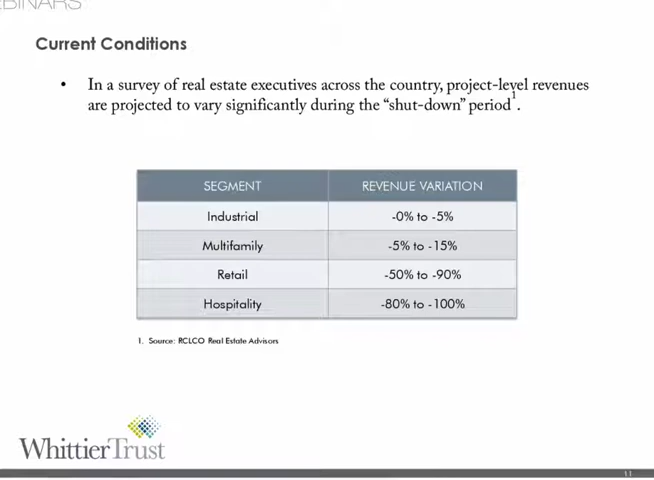 Current Conditions
• In a survey of real estate executives across the country, project-level revenues
are projected to vary significantly during the “shut-down” period1.
SEGMENT REVENUE VARIATION
Industrial -0% to -5%
Multifamily -5% to -15%
Retail -50% to -90%
Hospitality -80% to -100%
1. Source: RCLCO Real Estate Advisors
WhittierTrust
11